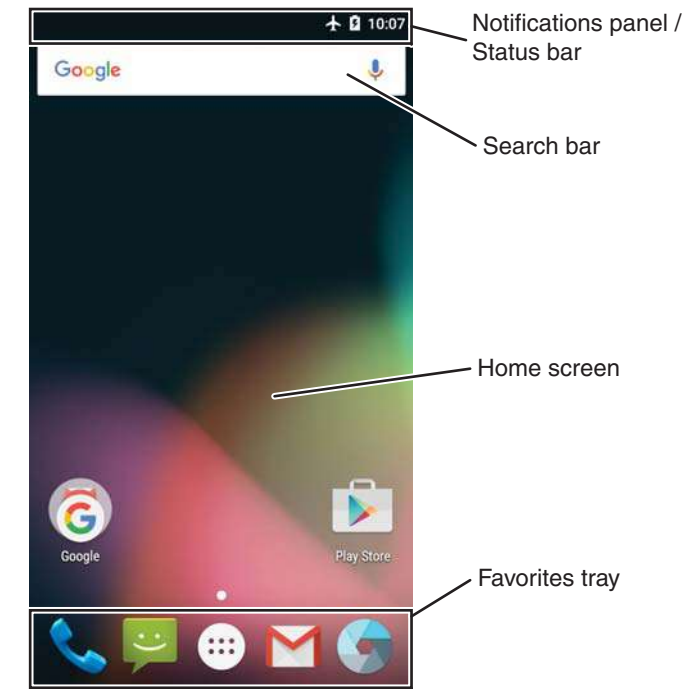 10:07
Notifications panel /
Status bar
Google
Search bar
Home screen
G
Google
Play Store
Favorites tray